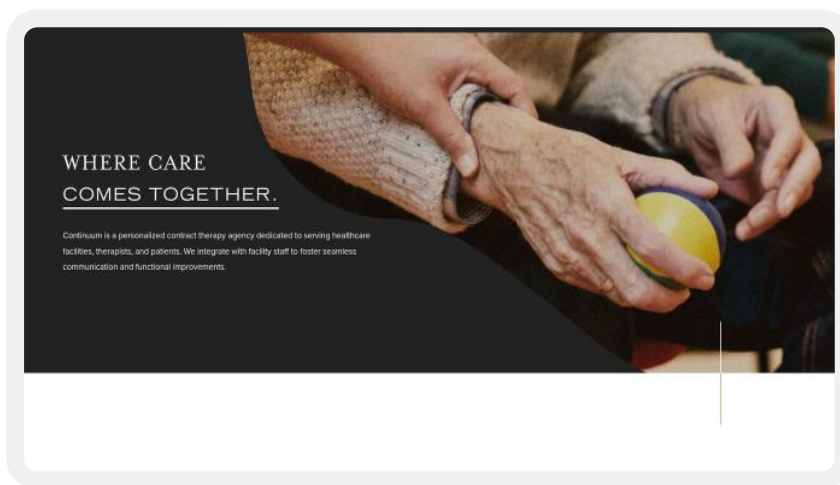 WHERE CARE
COMES TOGETHER.
Continuum is a personalized contract therapy agency dedicated to serving healthcare
facilities, therapists, and patients. We integrate with facility staff to foster seamless
communication and functional improvements.